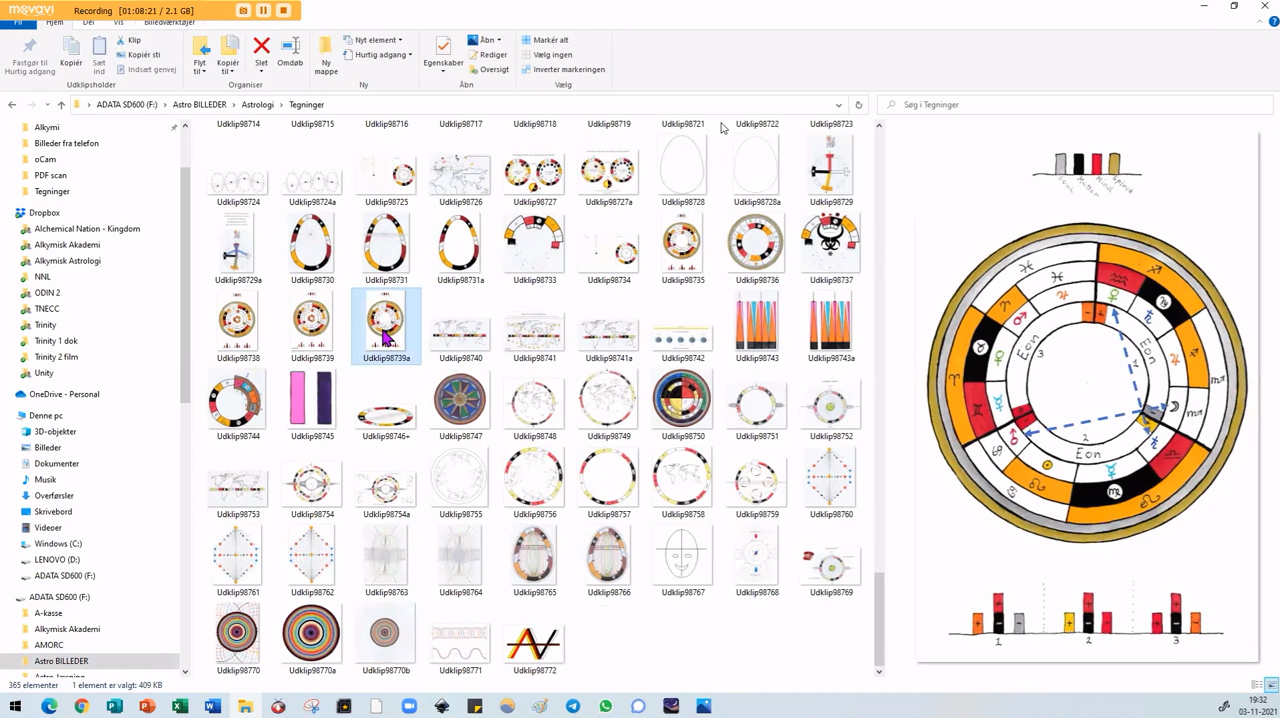 movavi
Recording (01:08:21 / 2.1 GB)
Fil Hjem Del Vis Billedværktøjer
Fastgør til Hurtig adgang
Kopiér
Sæt ind
Klip
Kopiér sti
Indsæt genvej
Udklipsholder
Flyt til
Kopiér til
Slet
Omdøb
Organiser
Ny mappe
Nyt element
Hurtig adgang
Ny
Egenskaber
Åbn
Rediger
Oversigt
Åbn
Markér alt
Vælg ingen
Inverter markeringen
Vælg
ADATA SD600 (F:) > Astro BILLEDER > Astrologi > Tegninger
Søg i Tegninger
Alkymi
Billeder fra telefon
oCam
PDF scan
Tegninger
Dropbox
Alchemical Nation - Kingdom
Alkymisk Akademi
Alkymisk Astrologi
NNL
ODIN 2
TNECC
Trinity
Trinity 1 dok
Trinity 2 film
Unity
OneDrive - Personal
Denne pc
3D-objekter
Billeder
Dokumenter
Musik
Overførsler
Skrivebord
Videoer
Windows (C:)
LENOVO (D:)
ADATA SD600 (F:)
ADATA SD600 (F:)
A-kasse
Alkymisk Akademi
AMORC
Astro BILLEDER
Udklip98714 Udklip98715 Udklip98716 Udklip98717 Udklip98718 Udklip98719 Udklip98721 Udklip98722 Udklip98723
Udklip98724 Udklip98724a Udklip98725 Udklip98726 Udklip98727 Udklip98727a Udklip98728 Udklip98728a Udklip98729
Udklip98729a Udklip98730 Udklip98731 Udklip98731a Udklip98733 Udklip98734 Udklip98735 Udklip98736 Udklip98737
Udklip98738 Udklip98739 Udklip98739a Udklip98740 Udklip98741 Udklip98741a Udklip98742 Udklip98743 Udklip98743a
Udklip98744 Udklip98745 Udklip98746+ Udklip98747 Udklip98748 Udklip98749 Udklip98750 Udklip98751 Udklip98752
Udklip98753 Udklip98754 Udklip98754a Udklip98755 Udklip98756 Udklip98757 Udklip98758 Udklip98759 Udklip98760
Udklip98761 Udklip98762 Udklip98763 Udklip98764 Udklip98765 Udklip98766 Udklip98767 Udklip98768 Udklip98769
Udklip98770 Udklip98770a Udklip98770b Udklip98771 Udklip98772
Eon
3
Eon
1
2
Eon
1 2 3
365 elementer 1 element er valgt: 409 KB
19:32
03-11-2021